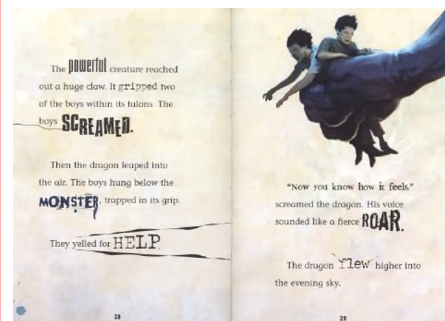 The powerful creature reached
out a huge claw. It gripped two
of the boys within its talons. The
boys SCREAMED.
Then the dragon leaped into
the air. The boys hung below the
MONSTER, trapped in its grip.
They yelled for HELP.
28
"Now you know how it feels,"
screamed the dragon. His voice
sounded like a fierce ROAR.
The dragon flew higher into
the evening sky.
29